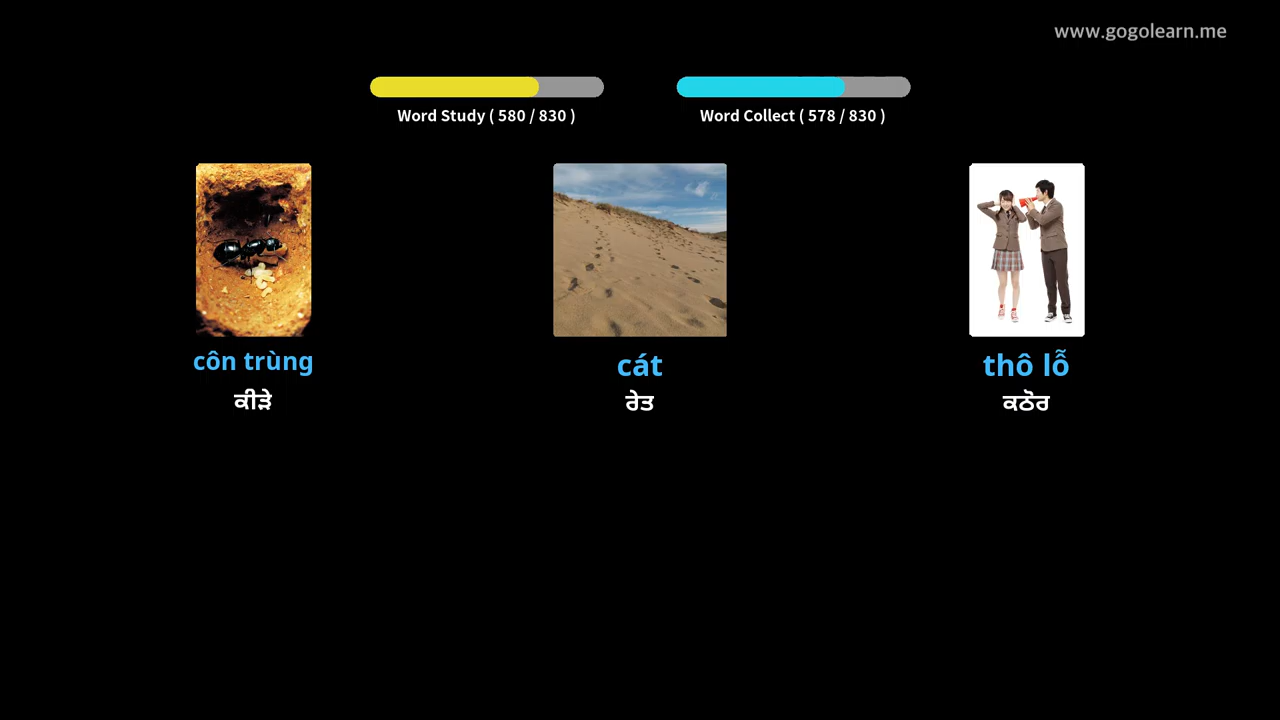 www.gogolearn.me
Word Study ( 580 / 830 )
Word Collect ( 578 / 830 )
côn trùng
cát
thô lỗ
ਕੀੜੇ
ਰੇਤ
ਕਠੋਰ